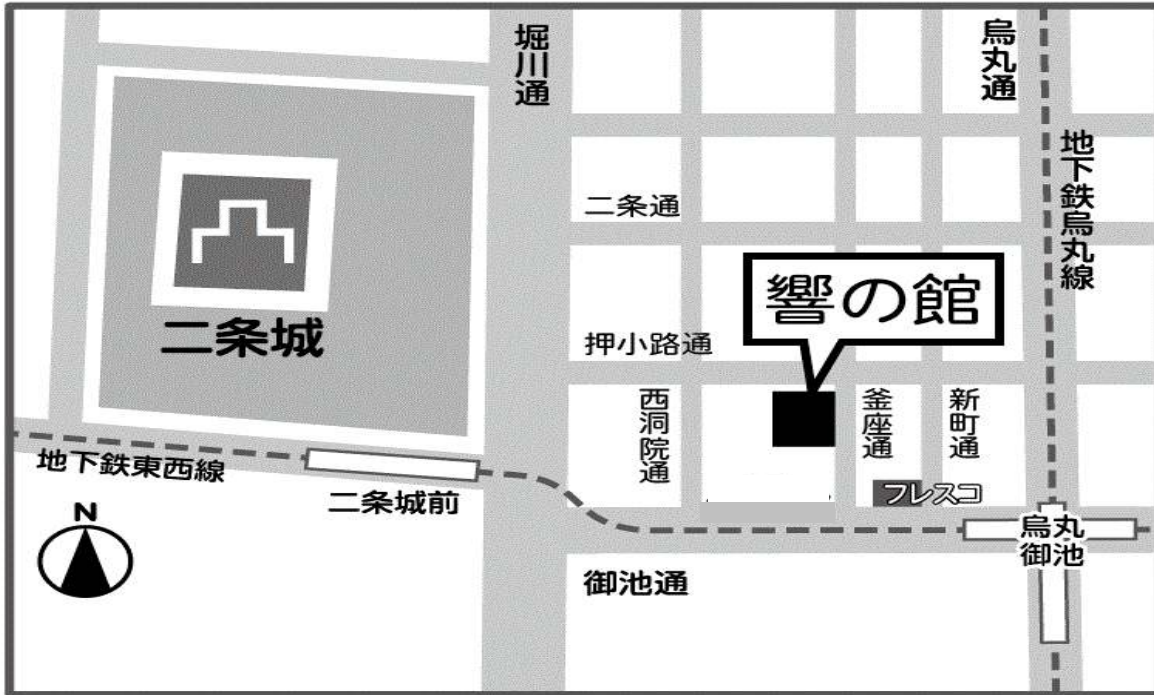 堀川通
烏丸通
地下鉄烏丸線
二条通
響の館
二条城
押小路通
西洞院通
釜座通
新町通
地下鉄東西線
二条城前
フレスコ
烏丸
御池
御池通
N